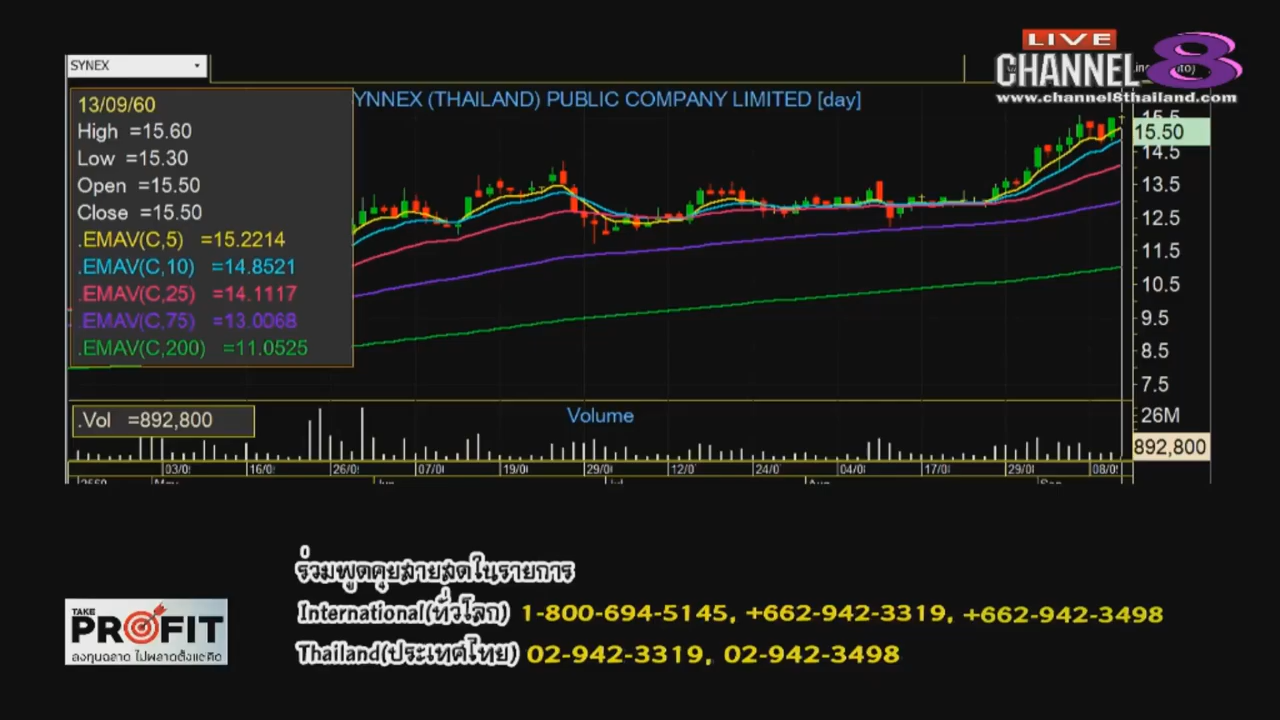 SYNEX
LIVE
CHANNEL 8
www.channel8thailand.com
YNNEX (THAILAND) PUBLIC COMPANY LIMITED [day]
13/09/60
High =15.60
Low =15.30
Open =15.50
Close =15.50
.EMAV(C,5) =15.2214
.EMAV(C,10) =14.8521
.EMAV(C,25) =14.1117
.EMAV(C,75) =13.0068
.EMAV(C,200) =11.0525
15.5
15.50
14.5
13.5
12.5
11.5
10.5
9.5
8.5
7.5
.Vol =892,800
Volume
26M
892,800
03/0 16/0 26/0 07/0 19/0 29/0 12/0 24/0 04/0 17/0 29/0 08/0
ร่วมพูดคุยสายสดในรายการ
International(ทั่วโลก) 1-800-694-5145, +662-942-3319, +662-942-3498
Thailand(ประเทศไทย) 02-942-3319, 02-942-3498
TAKE
PROFIT
ลงทุนฉลาด ไม่พลาดตั้งแต่คิด